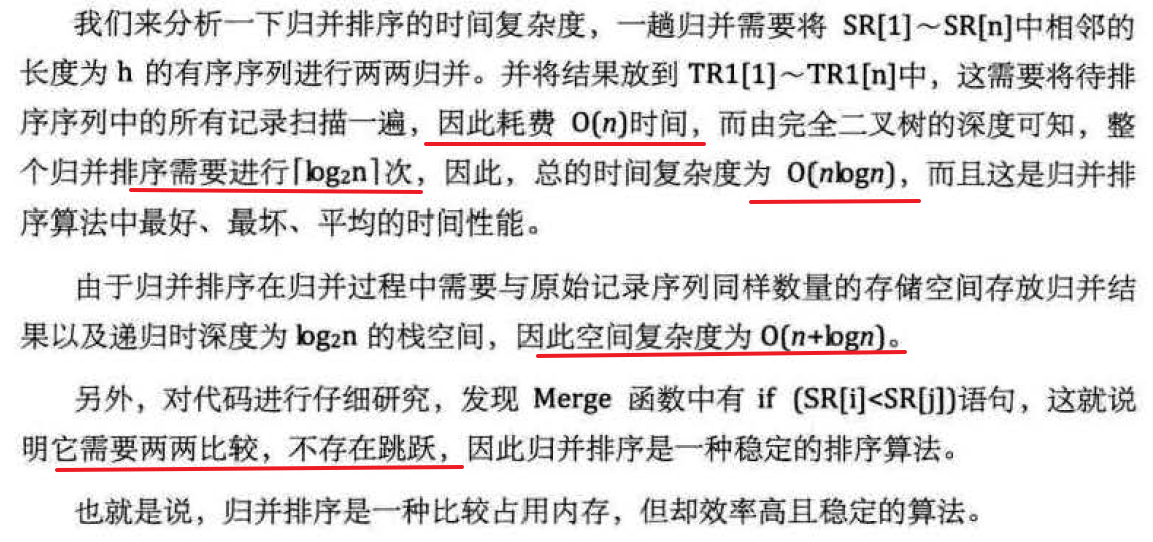 我们来分析一下归并排序的时间复杂度，一趟归并需要将 SR[1]～SR[n]中相邻的
长度为 h 的有序序列进行两两归并。并将结果放到 TR1[1]～TR1[n]中，这需要将待排
序序列中的所有记录扫描一遍，因此耗费 O(n)时间，而由完全二叉树的深度可知，整
个归并排序需要进行⌈log₂n⌉次，因此，总的时间复杂度为 O(nlogn)，而且这是归并排
序算法中最好、最坏、平均的时间性能。
由于归并排序在归并过程中需要与原始记录序列同样数量的存储空间存放归并结
果以及递归时深度为 log₂n 的栈空间，因此空间复杂度为 O(n+logn)。
另外，对代码进行仔细研究，发现 Merge 函数中有 if (SR[i]<SR[j])语句，这就说
明它需要两两比较，不存在跳跃，因此归并排序是一种稳定的排序算法。
也就是说，归并排序是一种比较占用内存，但却效率高且稳定的算法。